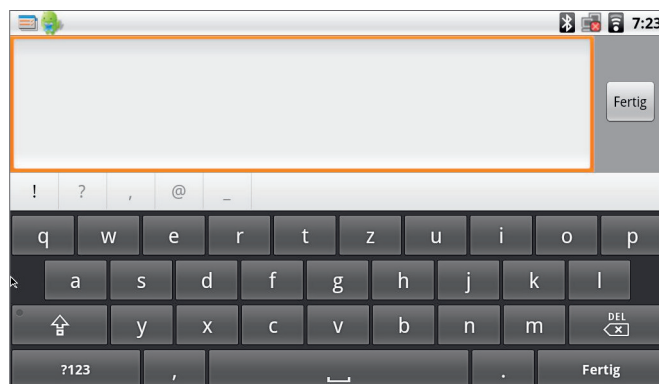 7:23
Fertig
! ? , @ _
q w e r t z u i o p
a s d f g h j k l
y x c v b n m DEL
?123 , . Fertig